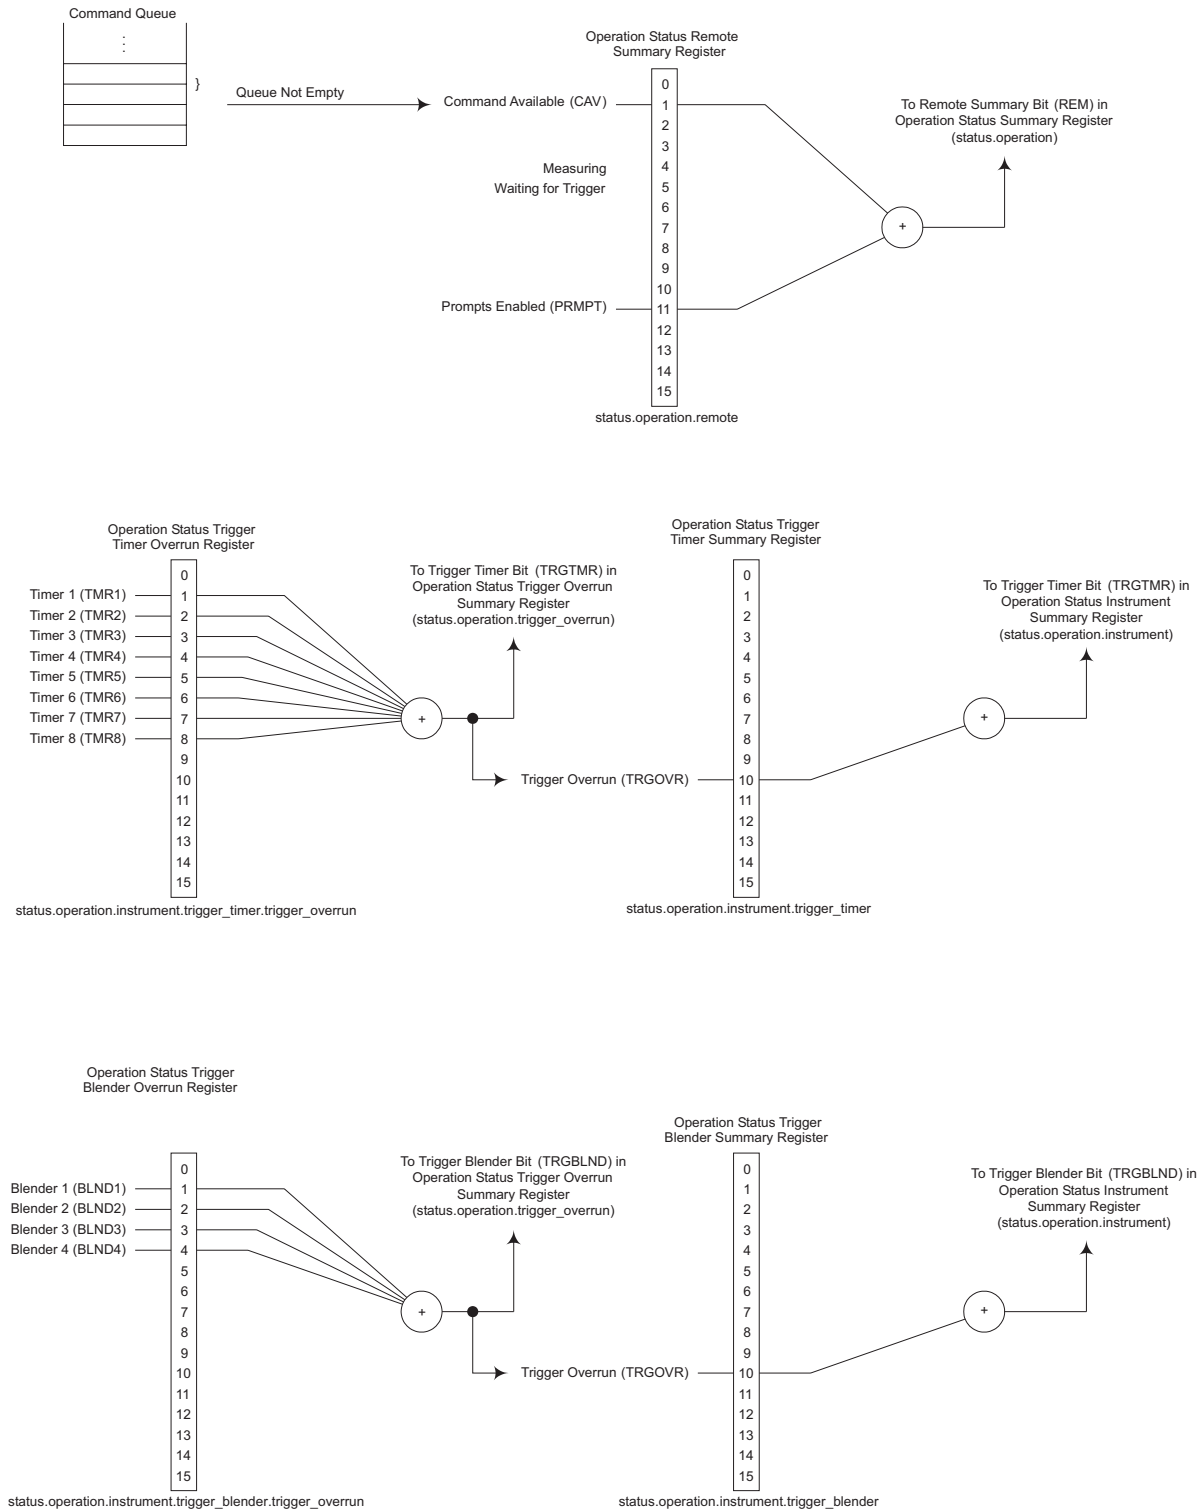 Command Queue
.
.
.
}
Queue Not Empty
Operation Status Remote
Summary Register
Command Available (CAV)
Measuring
Waiting for Trigger
Prompts Enabled (PRMPT)
0
1
2
3
4
5
6
7
8
9
10
11
12
13
14
15
status.operation.remote
+
To Remote Summary Bit (REM) in
Operation Status Summary Register
(status.operation)
Operation Status Trigger
Timer Overrun Register
Timer 1 (TMR1)
Timer 2 (TMR2)
Timer 3 (TMR3)
Timer 4 (TMR4)
Timer 5 (TMR5)
Timer 6 (TMR6)
Timer 7 (TMR7)
Timer 8 (TMR8)
0
1
2
3
4
5
6
7
8
9
10
11
12
13
14
15
status.operation.instrument.trigger_timer.trigger_overrun
+
To Trigger Timer Bit (TRGTMR) in
Operation Status Trigger Overrun
Summary Register
(status.operation.trigger_overrun)
Trigger Overrun (TRGOVR)
Operation Status Trigger
Timer Summary Register
0
1
2
3
4
5
6
7
8
9
10
11
12
13
14
15
status.operation.instrument.trigger_timer
+
To Trigger Timer Bit (TRGTMR) in
Operation Status Instrument
Summary Register
(status.operation.instrument)
Operation Status Trigger
Blender Overrun Register
Blender 1 (BLND1)
Blender 2 (BLND2)
Blender 3 (BLND3)
Blender 4 (BLND4)
0
1
2
3
4
5
6
7
8
9
10
11
12
13
14
15
status.operation.instrument.trigger_blender.trigger_overrun
+
To Trigger Blender Bit (TRGBLND) in
Operation Status Trigger Overrun
Summary Register
(status.operation.trigger_overrun)
Trigger Overrun (TRGOVR)
Operation Status Trigger
Blender Summary Register
0
1
2
3
4
5
6
7
8
9
10
11
12
13
14
15
status.operation.instrument.trigger_blender
+
To Trigger Blender Bit (TRGBLND) in
Operation Status Instrument
Summary Register
(status.operation.instrument)